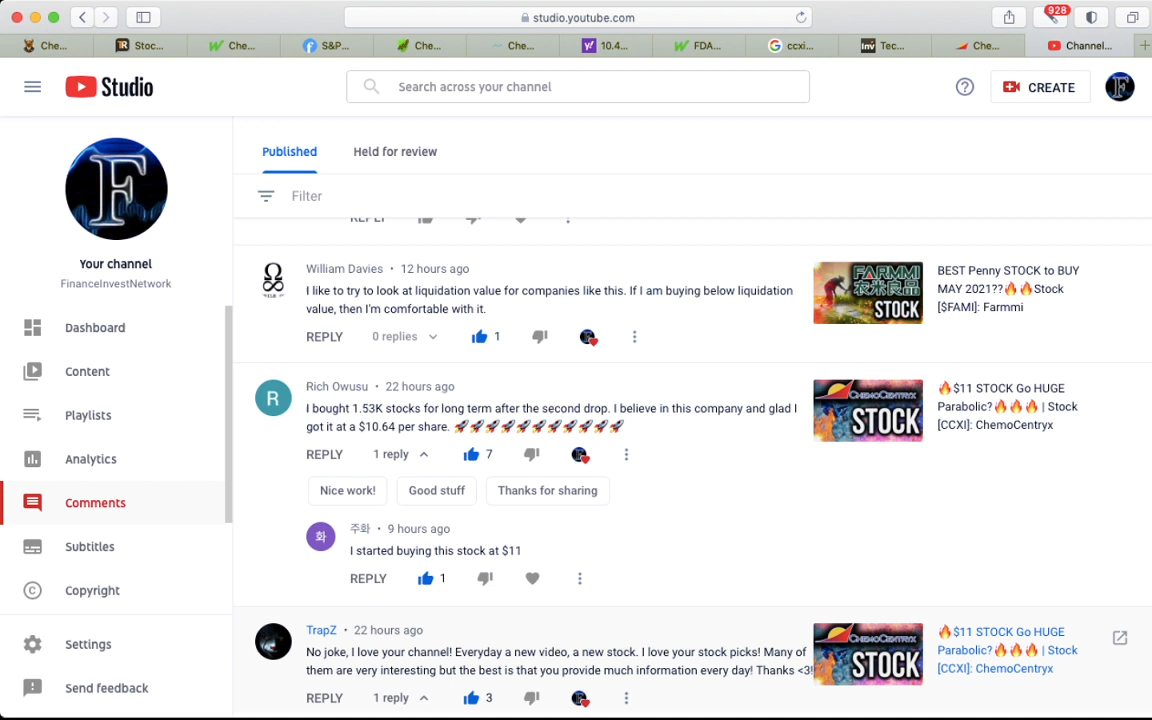 studio.youtube.com
928
Che...
Stoc...
Che...
S&P...
Che...
Che...
10.4...
FDA...
ccxi...
Tec...
Che...
Channel...
Studio
Search across your channel
CREATE
Your channel
FinanceInvestNetwork
Dashboard
Content
Playlists
Analytics
Comments
Subtitles
Copyright
Settings
Send feedback
Published
Held for review
Filter
REPLY
William Davies • 12 hours ago
I like to try to look at liquidation value for companies like this. If I am buying below liquidation
value, then I'm comfortable with it.
REPLY 0 replies 1
FARMMI
农米良品
STOCK
BEST Penny STOCK to BUY
MAY 2021??🔥🔥Stock
[$FAMI]: Farmmi
R
Rich Owusu • 22 hours ago
I bought 1.53K stocks for long term after the second drop. I believe in this company and glad I
got it at a $10.64 per share. 🚀🚀🚀🚀🚀🚀🚀🚀🚀🚀🚀
REPLY 1 reply 7
CHEMOCENTRYX
STOCK
🔥$11 STOCK Go HUGE
Parabolic?🔥🔥🔥 | Stock
[CCXI]: ChemoCentryx
Nice work!
Good stuff
Thanks for sharing
화
주화 • 9 hours ago
I started buying this stock at $11
REPLY 1
TrapZ • 22 hours ago
No joke, I love your channel! Everyday a new video, a new stock. I love your stock picks! Many of
them are very interesting but the best is that you provide much information every day! Thanks <3!
REPLY 1 reply 3
CHEMOCENTRYX
STOCK
🔥$11 STOCK Go HUGE
Parabolic?🔥🔥🔥 | Stock
[CCXI]: ChemoCentryx